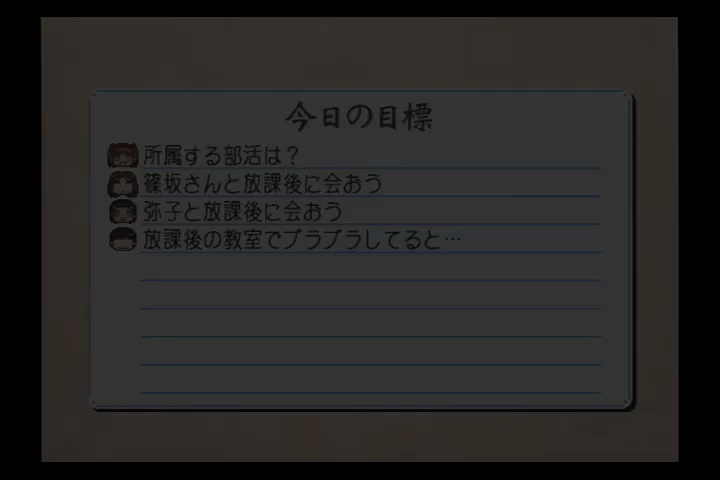 今日の目標
所属する部活は？
篠坂さんと放課後に会おう
弥子と放課後に会おう
放課後の教室でブラブラしてると…